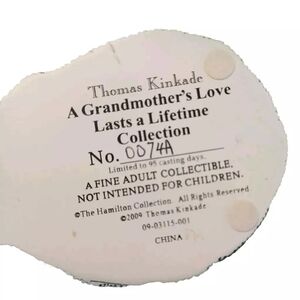 Thomas Kinkade
A Grandmother's Love
Lasts a Lifetime
Collection
No. 0074A
Limited to 95 casting days.
A FINE ADULT COLLECTIBLE,
NOT INTENDED FOR CHILDREN.
©The Hamilton Collection All Rights Reserved
©2009 Thomas Kinkade
09-03115-001
CHINA